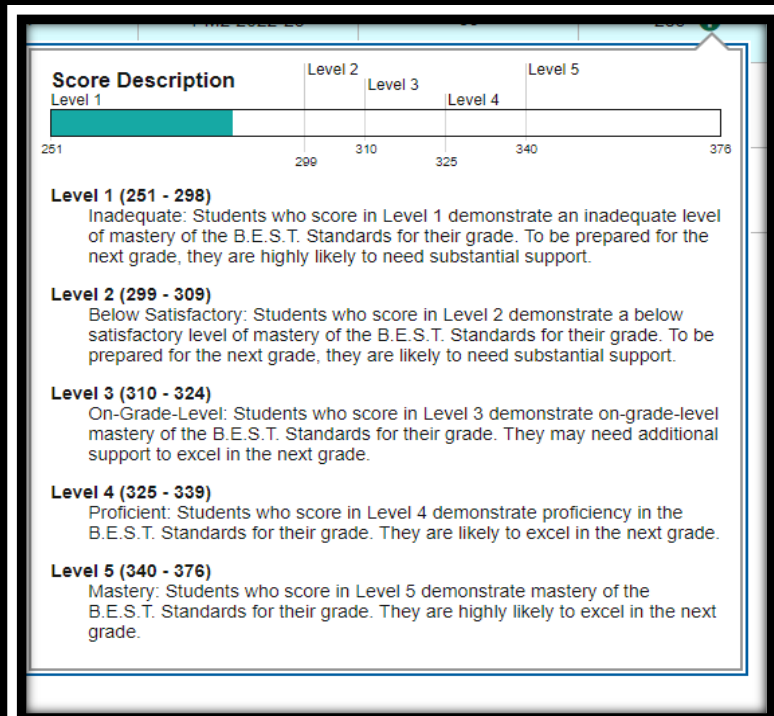 Score Description
Level 1
Level 2
Level 3
Level 4
Level 5
251
299
310
325
340
376
Level 1 (251 - 298)
Inadequate: Students who score in Level 1 demonstrate an inadequate level
of mastery of the B.E.S.T. Standards for their grade. To be prepared for the
next grade, they are highly likely to need substantial support.
Level 2 (299 - 309)
Below Satisfactory: Students who score in Level 2 demonstrate a below
satisfactory level of mastery of the B.E.S.T. Standards for their grade. To be
prepared for the next grade, they are likely to need substantial support.
Level 3 (310 - 324)
On-Grade-Level: Students who score in Level 3 demonstrate on-grade-level
mastery of the B.E.S.T. Standards for their grade. They may need additional
support to excel in the next grade.
Level 4 (325 - 339)
Proficient: Students who score in Level 4 demonstrate proficiency in the
B.E.S.T. Standards for their grade. They are likely to excel in the next grade.
Level 5 (340 - 376)
Mastery: Students who score in Level 5 demonstrate mastery of the
B.E.S.T. Standards for their grade. They are highly likely to excel in the next
grade.